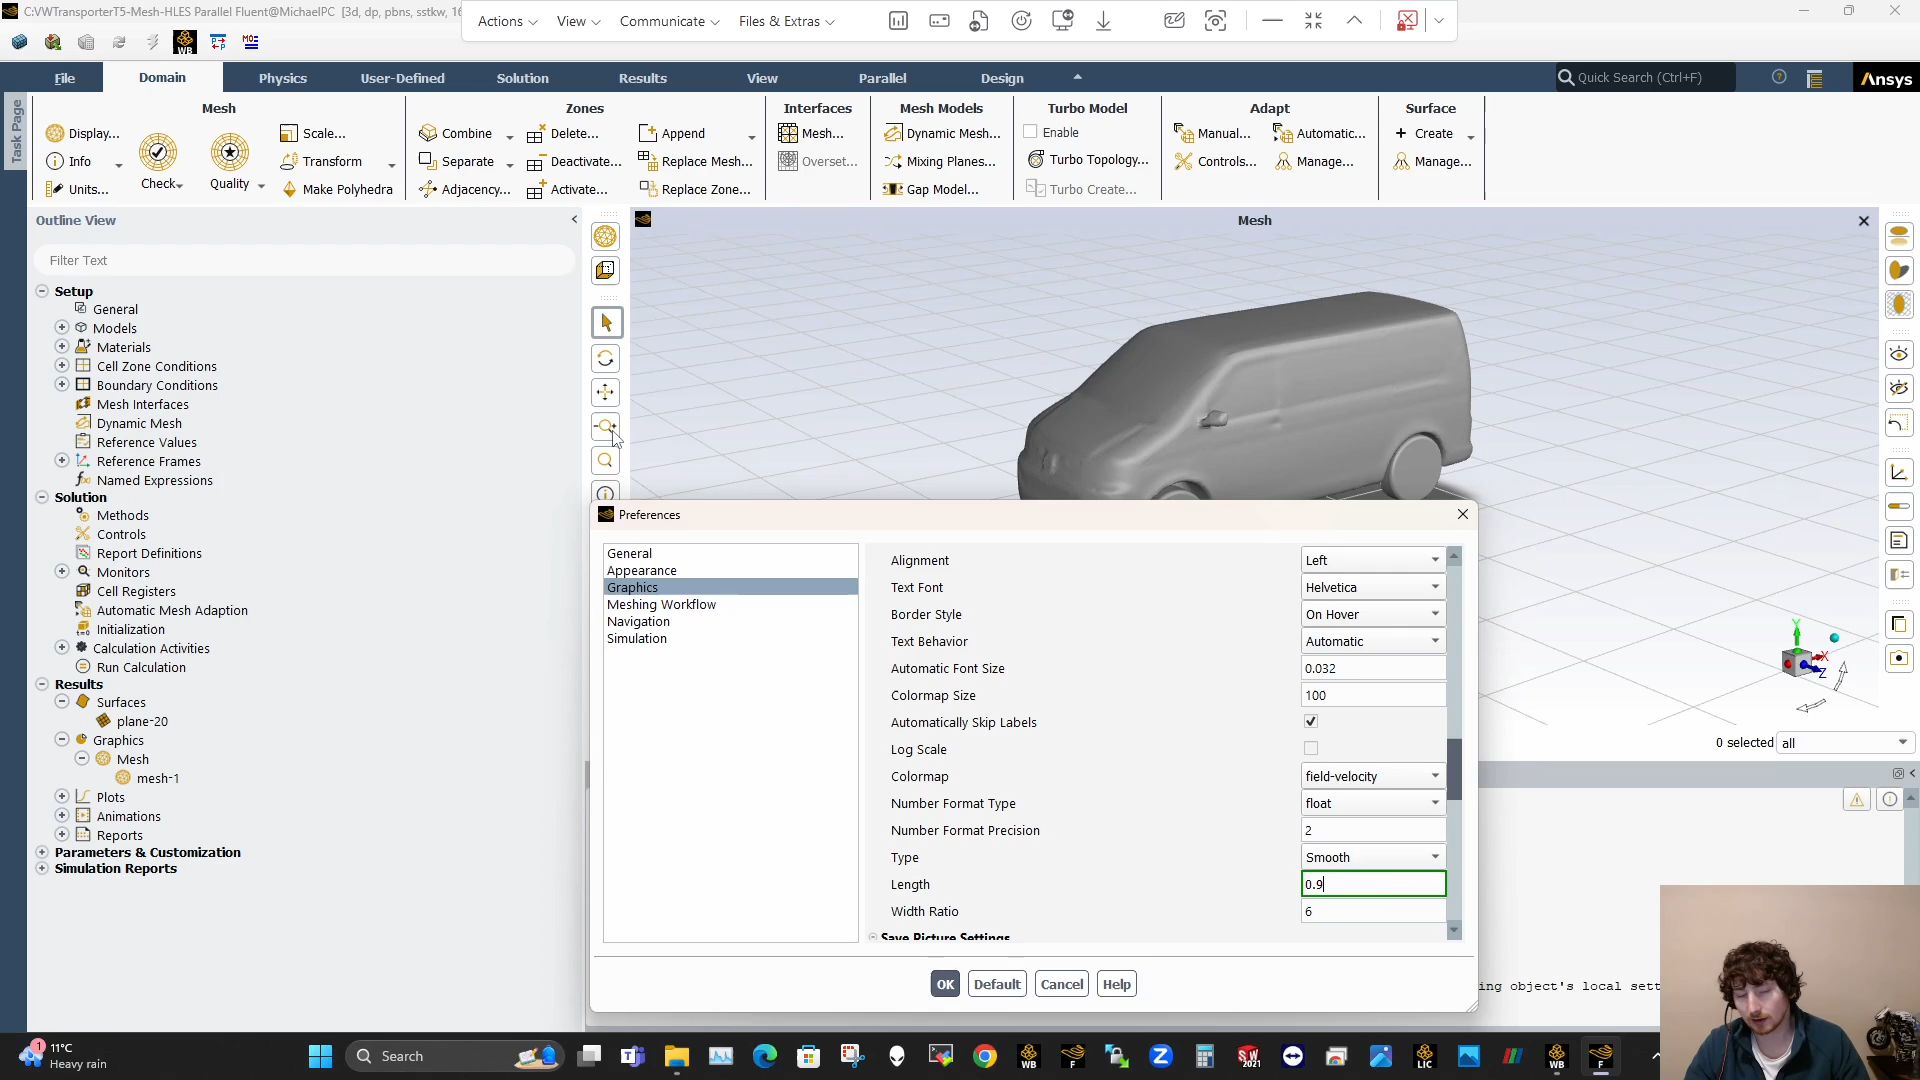 C:VWTransporterT5-Mesh-HLES Parallel Fluent@MichaelPC [3d, dp, pbns, sstkw, 16
Actions View Communicate Files & Extras
WB
File Domain Physics User-Defined Solution Results View Parallel Design Quick Search (Ctrl+F) Ansys
Task Page
Mesh Zones Interfaces Mesh Models Turbo Model Adapt Surface
Display... Scale... Combine Delete... Append Mesh... Dynamic Mesh... Enable Manual... Automatic... Create
Info Transform Separate Deactivate... Replace Mesh... Overset... Mixing Planes... Turbo Topology... Controls... Manage... Manage...
Check Quality
Units... Make Polyhedra Adjacency... Activate... Replace Zone... Gap Model... Turbo Create...
Outline View
Mesh
Filter Text
Setup
General
Models
Materials
Cell Zone Conditions
Boundary Conditions
Mesh Interfaces
Dynamic Mesh
Reference Values
Reference Frames
Named Expressions
Solution
Methods
Controls
Report Definitions
Monitors
Cell Registers
Automatic Mesh Adaption
Initialization
Calculation Activities
Run Calculation
Results
Surfaces
plane-20
Graphics
Mesh
mesh-1
Plots
Animations
Reports
Parameters & Customization
Simulation Reports
Y
X
Z
0 selected all
Preferences
General
Appearance
Graphics
Meshing Workflow
Navigation
Simulation
Alignment Left
Text Font Helvetica
Border Style On Hover
Text Behavior Automatic
Automatic Font Size 0.032
Colormap Size 100
Automatically Skip Labels
Log Scale
Colormap field-velocity
Number Format Type float
Number Format Precision 2
Type Smooth
Length 0.9
Width Ratio 6
Save Picture Settings
OK Default Cancel Help
ing object's local sett
1
11°C
Heavy rain
Search
WB F SW 2021 LIC WB F